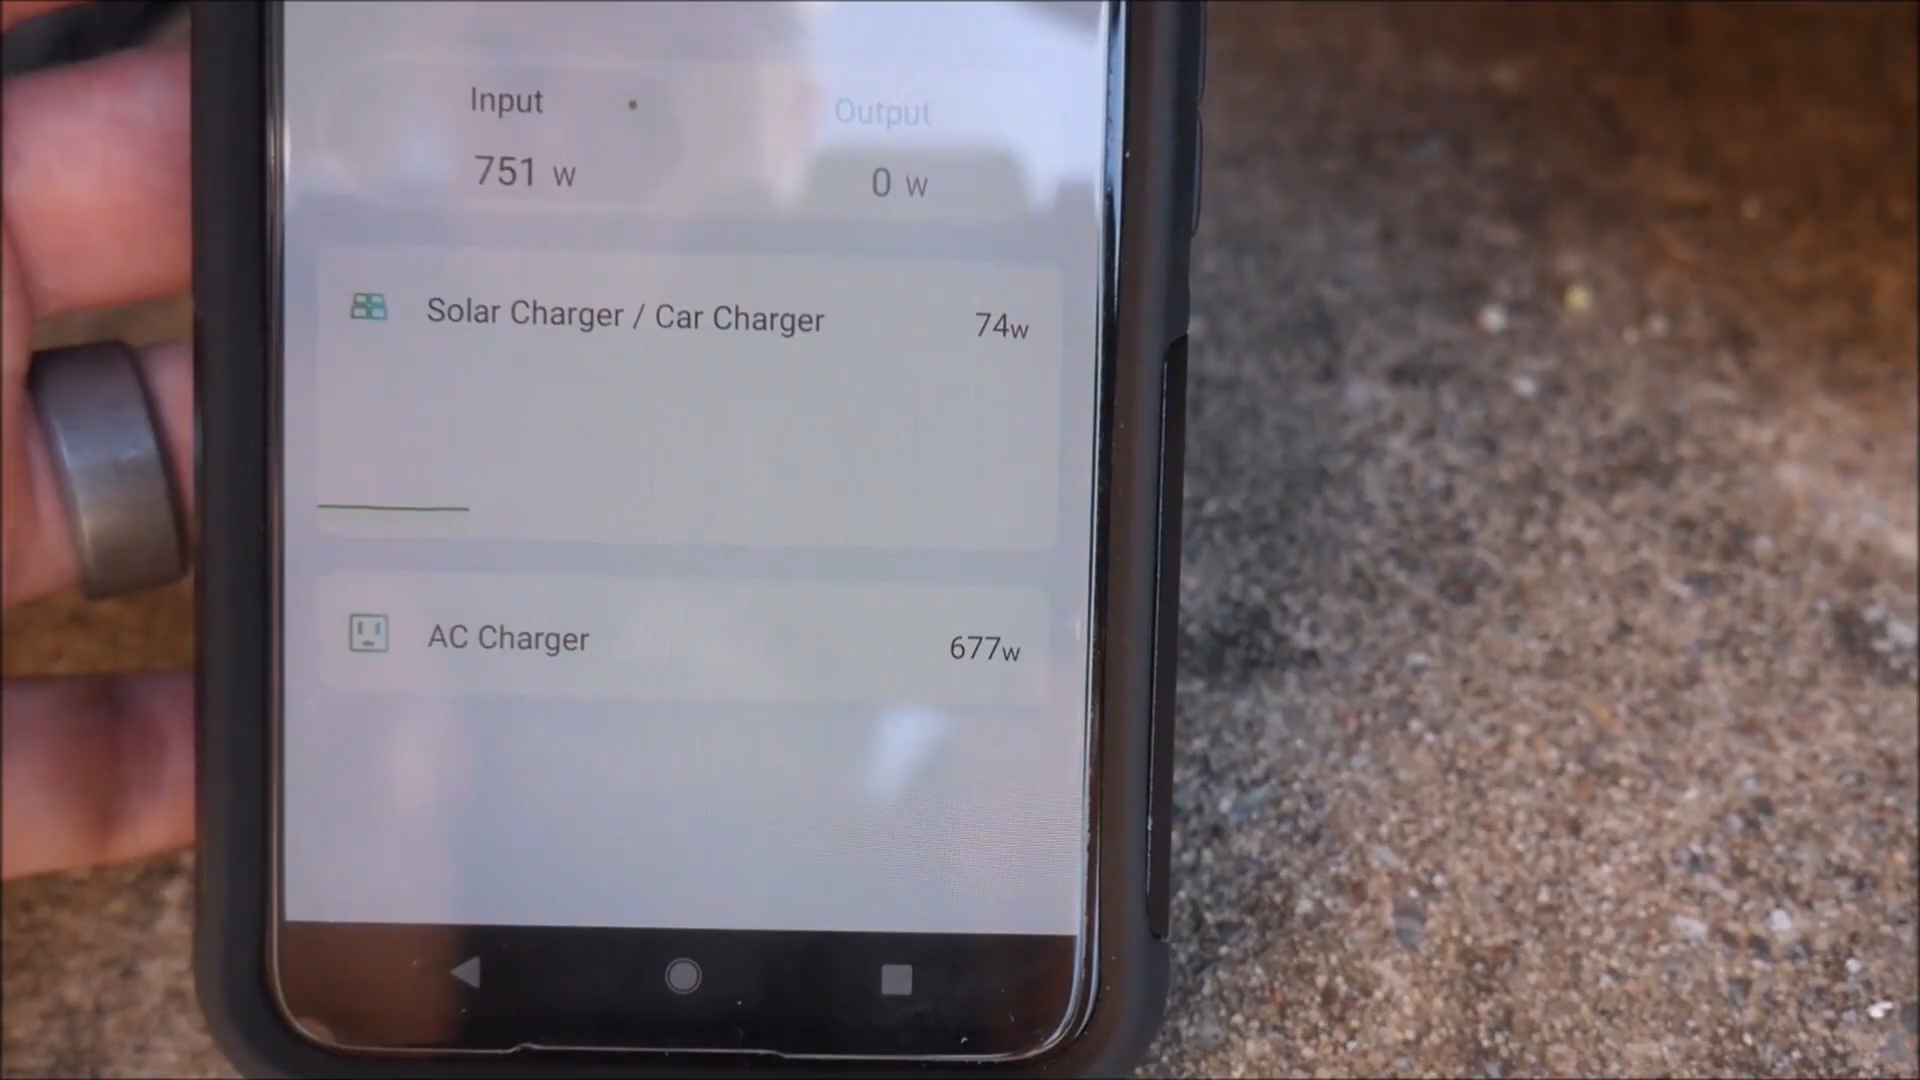 Input Output
751 W 0 W
Solar Charger / Car Charger 74w
AC Charger 677w